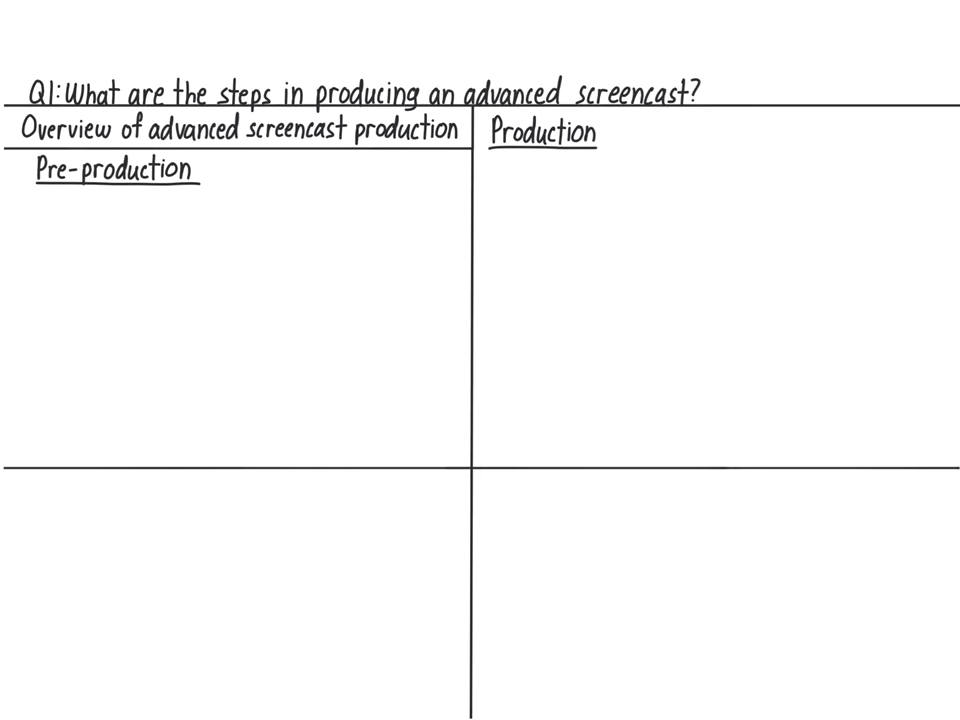 Q1: What are the steps in producing an advanced screencast?
Overview of advanced screencast production
Pre-production
Production